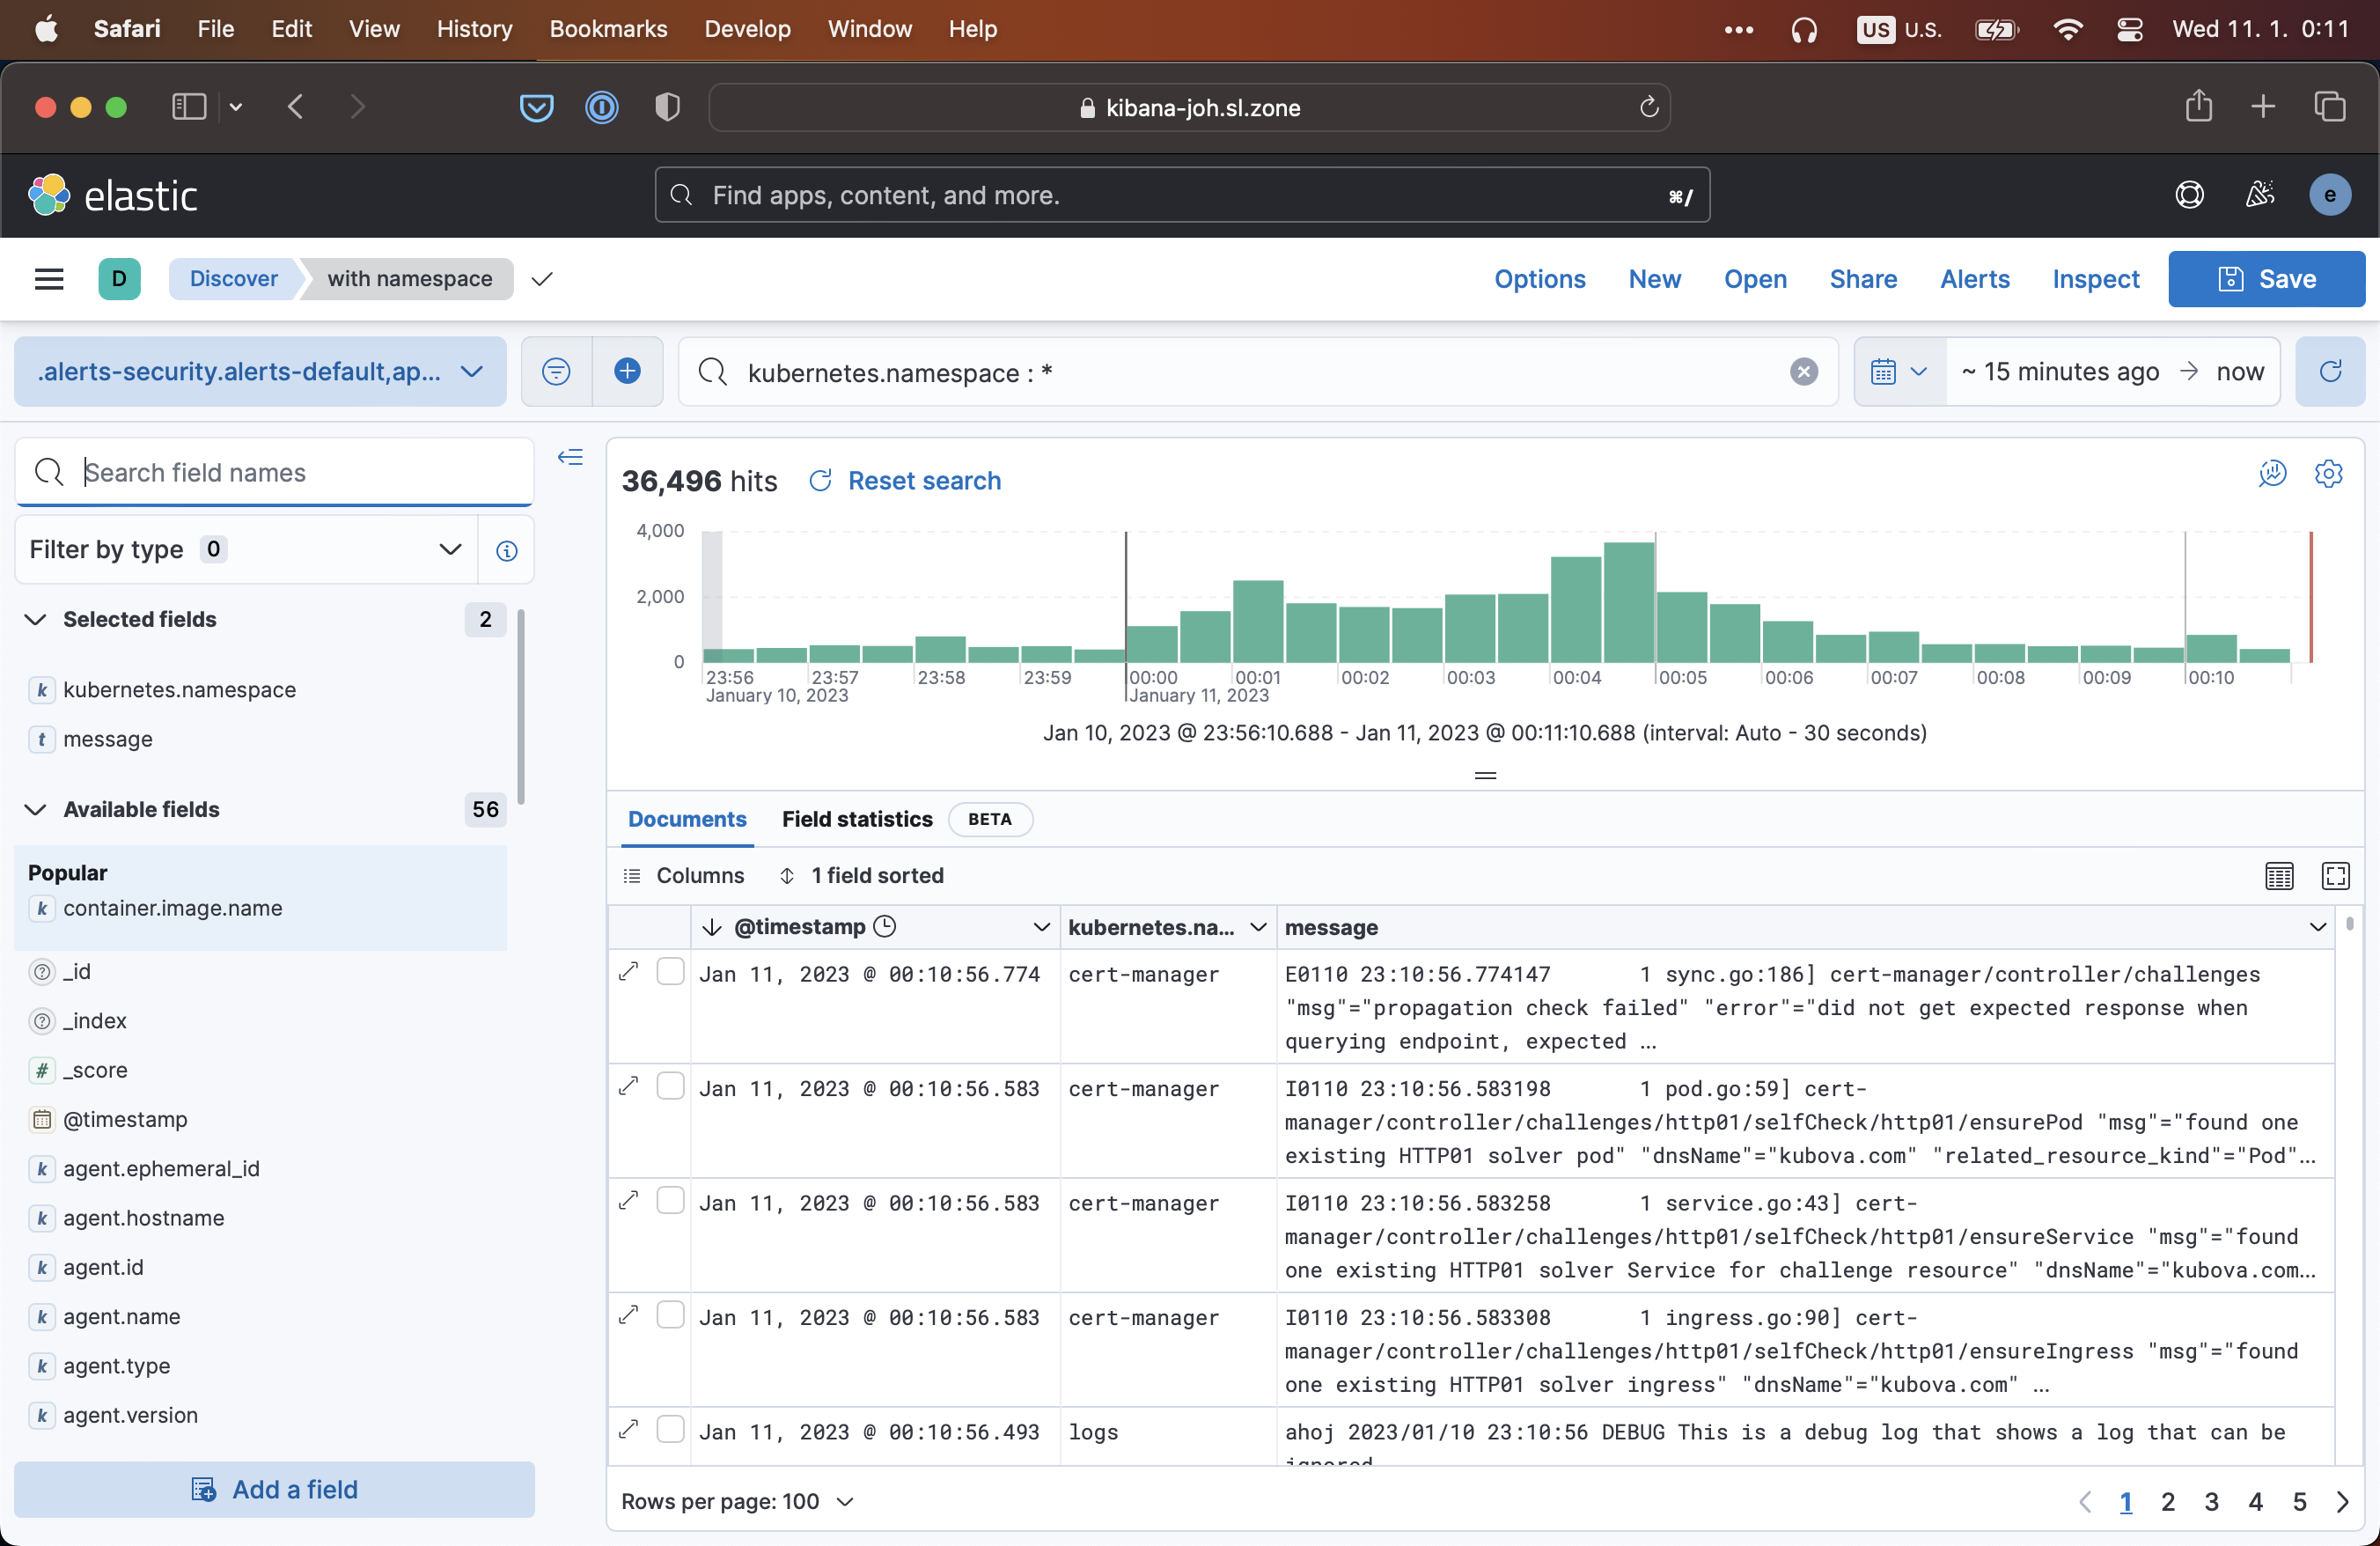 Safari File Edit View History Bookmarks Develop Window Help ••• US U.S. Wed 11. 1. 0:11
kibana-joh.sl.zone
elastic
Find apps, content, and more. ⌘/
e
D Discover with namespace Options New Open Share Alerts Inspect Save
.alerts-security.alerts-default,ap... kubernetes.namespace : * ~ 15 minutes ago → now
Search field names
Filter by type 0
Selected fields 2
k kubernetes.namespace
t message
Available fields 56
Popular
k container.image.name
? _id
? _index
# _score
@timestamp
k agent.ephemeral_id
k agent.hostname
k agent.id
k agent.name
k agent.type
k agent.version
Add a field
36,496 hits Reset search
4,000
2,000
0
23:56 23:57 23:58 23:59 00:00 00:01 00:02 00:03 00:04 00:05 00:06 00:07 00:08 00:09 00:10
January 10, 2023 January 11, 2023
Jan 10, 2023 @ 23:56:10.688 - Jan 11, 2023 @ 00:11:10.688 (interval: Auto - 30 seconds)
Documents Field statistics BETA
Columns 1 field sorted
@timestamp kubernetes.na... message
Jan 11, 2023 @ 00:10:56.774 cert-manager E0110 23:10:56.774147 1 sync.go:186] cert-manager/controller/challenges
"msg"="propagation check failed" "error"="did not get expected response when
querying endpoint, expected ...
Jan 11, 2023 @ 00:10:56.583 cert-manager I0110 23:10:56.583198 1 pod.go:59] cert-
manager/controller/challenges/http01/selfCheck/http01/ensurePod "msg"="found one
existing HTTP01 solver pod" "dnsName"="kubova.com" "related_resource_kind"="Pod"...
Jan 11, 2023 @ 00:10:56.583 cert-manager I0110 23:10:56.583258 1 service.go:43] cert-
manager/controller/challenges/http01/selfCheck/http01/ensureService "msg"="found
one existing HTTP01 solver Service for challenge resource" "dnsName"="kubova.com...
Jan 11, 2023 @ 00:10:56.583 cert-manager I0110 23:10:56.583308 1 ingress.go:90] cert-
manager/controller/challenges/http01/selfCheck/http01/ensureIngress "msg"="found
one existing HTTP01 solver ingress" "dnsName"="kubova.com" ...
Jan 11, 2023 @ 00:10:56.493 logs ahoj 2023/01/10 23:10:56 DEBUG This is a debug log that shows a log that can be
ignored
Rows per page: 100 1 2 3 4 5